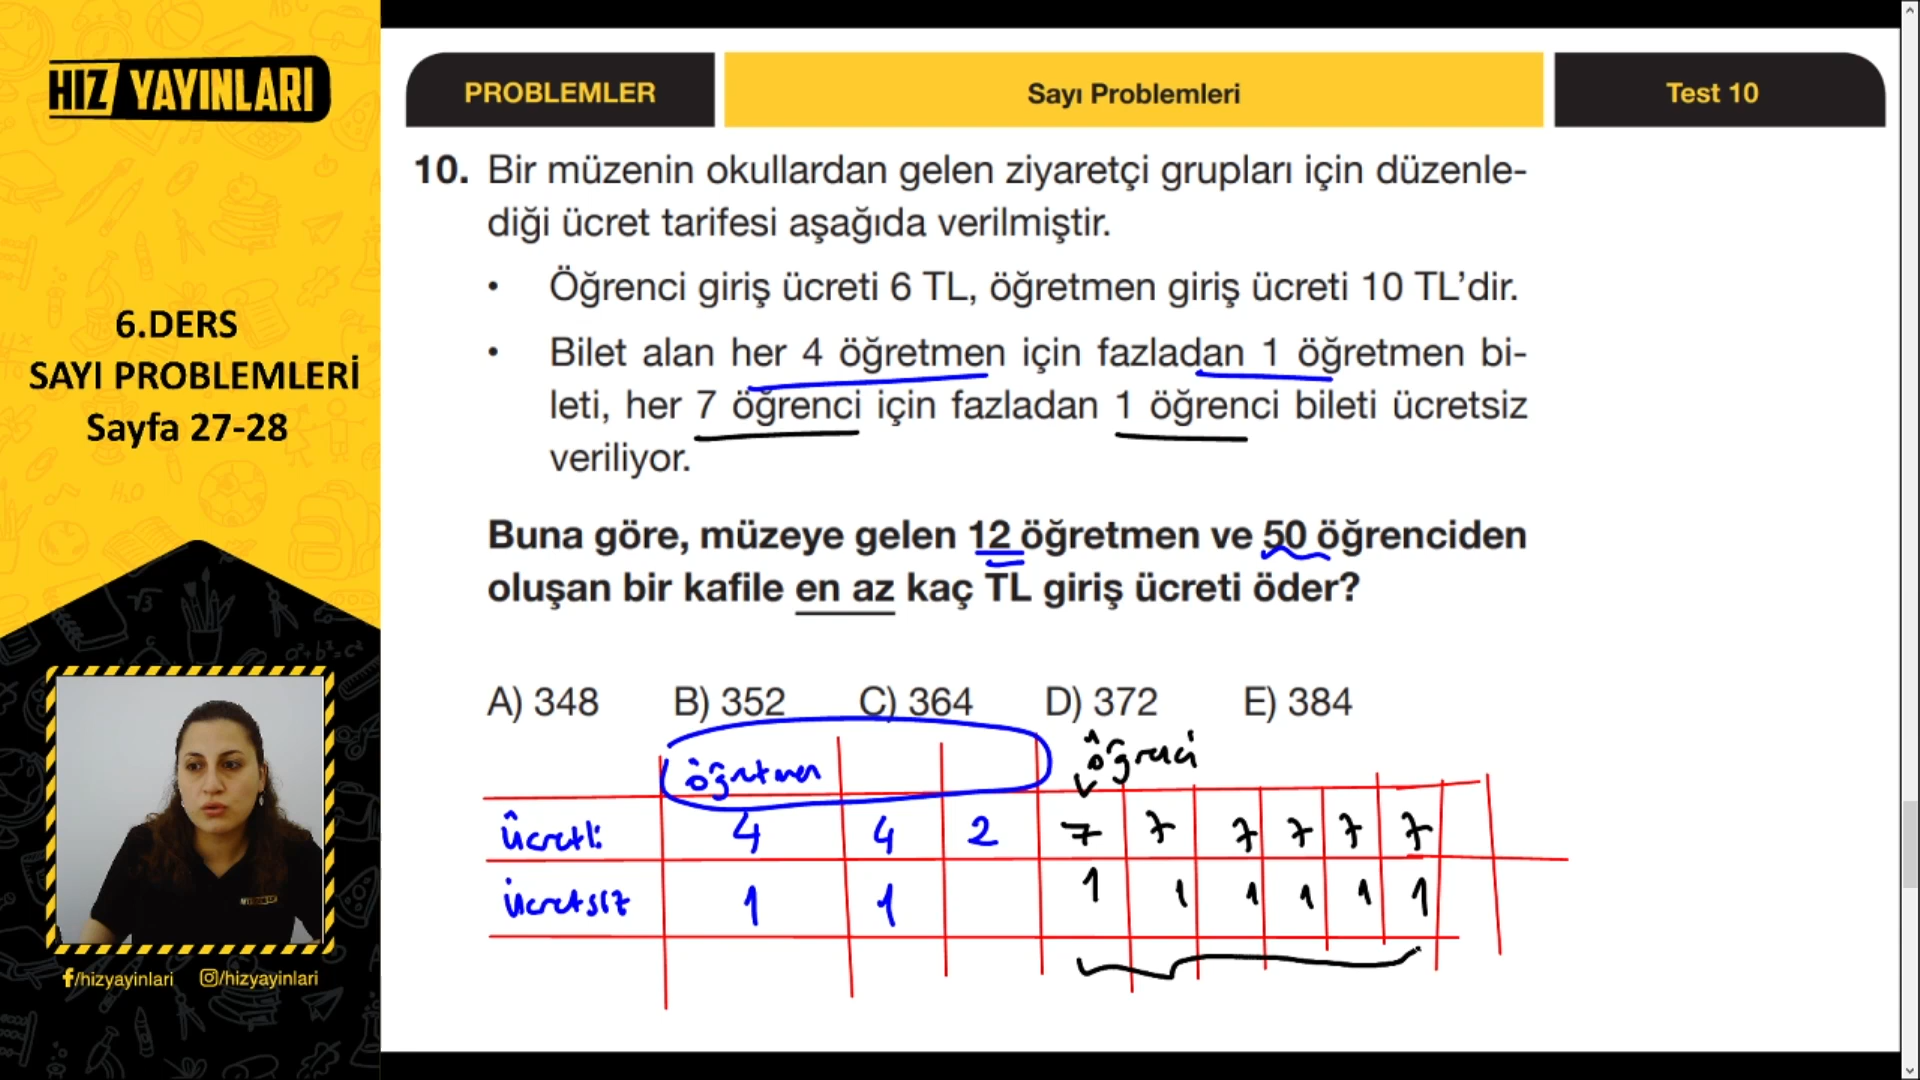 HIZ YAYINLARI
6.DERS
SAYI PROBLEMLERİ
Sayfa 27-28
/hizyayinlari /hizyayinlari
PROBLEMLER Sayı Problemleri Test 10
10. Bir müzenin okullardan gelen ziyaretçi grupları için düzenle-
diği ücret tarifesi aşağıda verilmiştir.
• Öğrenci giriş ücreti 6 TL, öğretmen giriş ücreti 10 TL'dir.
• Bilet alan her 4 öğretmen için fazladan 1 öğretmen bi-
leti, her 7 öğrenci için fazladan 1 öğrenci bileti ücretsiz
veriliyor.
Buna göre, müzeye gelen 12 öğretmen ve 50 öğrenciden
oluşan bir kafile en az kaç TL giriş ücreti öder?
A) 348 B) 352 C) 364 D) 372 E) 384
öğretmen öğrenci
ücretli 4 4 2 7 7 7 7 7 7
ücretsiz 1 1 1 1 1 1 1 1